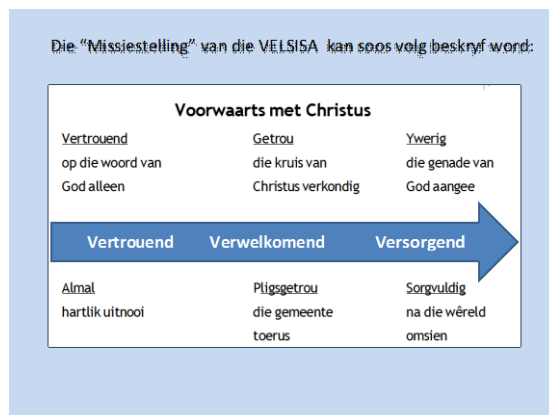 Die “Missiestelling” van die VELSISA kan soos volg beskryf word:
Voorwaarts met Christus
Vertrouend
op die woord van
God alleen
Getrou
die kruis van
Christus verkondig
Ywerig
die genade van
God aangee
Vertrouend Verwelkomend Versorgend
Almal
hartlik uitnooi
Pligsgetrou
die gemeente
toerus
Sorgvuldig
na die wêreld
omsien